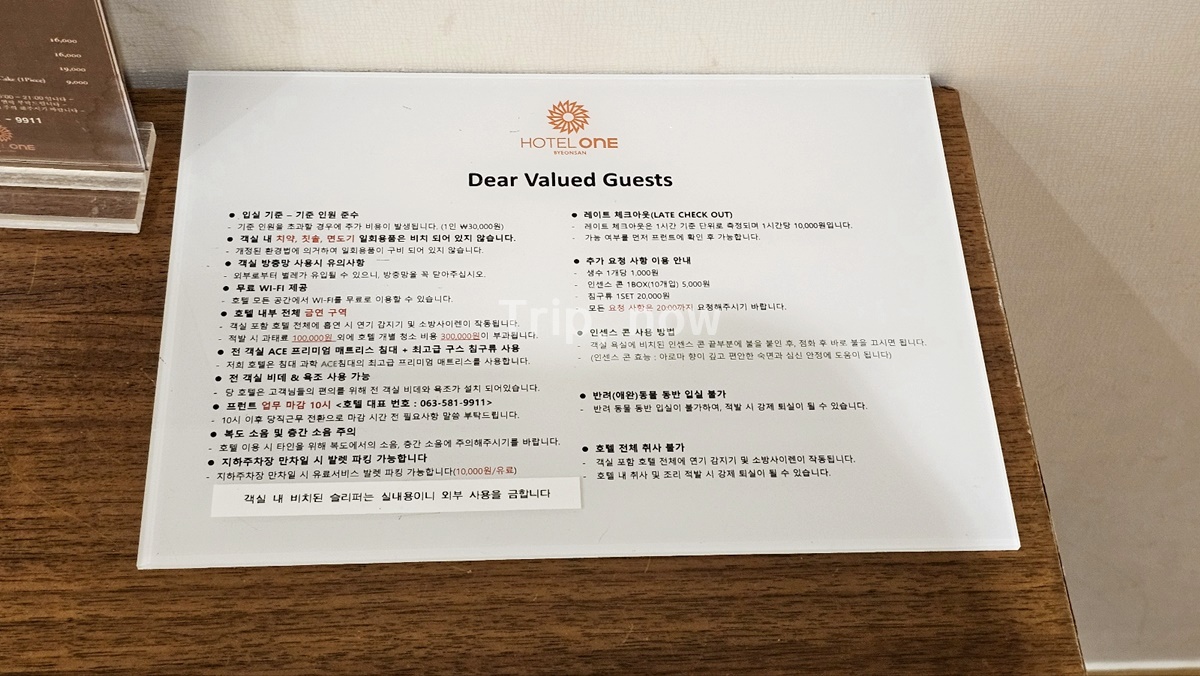 16,000
16,000
19,000
Cake (1Piece) 9,000
- 9911
ONE
HOTEL ONE
BYEONSAN
Dear Valued Guests
● 입실 기준 – 기준 인원 준수
- 기준 인원을 초과할 경우에 추가 비용이 발생됩니다. (1인 ₩30,000원)
● 객실 내 치약, 칫솔, 면도기 일회용품은 비치 되어 있지 않습니다.
- 개정된 환경법에 의거하여 일회용품이 구비 되어 있지 않습니다.
● 객실 방충망 사용시 유의사항
- 외부로부터 벌레가 유입될 수 있으니, 방충망을 꼭 닫아주십시오.
● 무료 WI-FI 제공
- 호텔 모든 공간에서 WI-FI를 무료로 이용할 수 있습니다.
● 호텔 내부 전체 금연 구역
- 객실 포함 호텔 전체에 흡연 시 연기 감지기 및 소방사이렌이 작동됩니다.
- 적발 시 과태료 100,000원 외에 호텔 개별 청소 비용 300,000원이 부과됩니다.
● 전 객실 ACE 프리미엄 매트리스 침대 + 최고급 구스 침구류 사용
- 저희 호텔은 침대 과학 ACE침대의 최고급 프리미엄 매트리스를 사용합니다.
● 전 객실 비데 & 욕조 사용 가능
- 당 호텔은 고객님들의 편의를 위해 전 객실 비데와 욕조가 설치 되어있습니다.
● 프런트 업무 마감 10시 <호텔 대표 번호 : 063-581-9911>
- 10시 이후 당직근무 전환으로 마감 시간 전 필요사항 말씀 부탁드립니다.
● 복도 소음 및 층간 소음 주의
- 호텔 이용 시 타인을 위해 복도에서의 소음, 층간 소음에 주의해주시기를 바랍니다.
● 지하주차장 만차일 시 발렛 파킹 가능합니다
- 지하주차장 만차일 시 유료서비스 발렛 파킹 가능합니다(10,000원/유료)
객실 내 비치된 슬리퍼는 실내용이니 외부 사용을 금합니다
● 레이트 체크아웃(LATE CHECK OUT)
- 레이트 체크아웃은 1시간 기준 단위로 측정되며 1시간당 10,000원입니다.
- 가능 여부를 먼저 프런트에 확인 후 가능합니다.
● 추가 요청 사항 이용 안내
- 생수 1개당 1,000원
- 인센스 콘 1BOX(10개입) 5,000원
- 침구류 1SET 20,000원
- 모든 요청 사항은 20:00까지 요청해주시기 바랍니다.
● 인센스 콘 사용 방법
- 객실 욕실에 비치된 인센스 콘 끝부분에 불을 붙인 후, 점화 후 바로 불을 끄시면 됩니다.
- (인센스 콘 효능 : 아로마 향이 깊고 편안한 숙면과 심신 안정에 도움이 됩니다)
● 반려(애완)동물 동반 입실 불가
- 반려 동물 동반 입실이 불가하여, 적발 시 강제 퇴실이 될 수 있습니다.
● 호텔 전체 취사 불가
- 객실 포함 호텔 전체에 연기 감지기 및 소방사이렌이 작동됩니다.
- 호텔 내 취사 및 조리 적발 시 강제 퇴실이 될 수 있습니다.